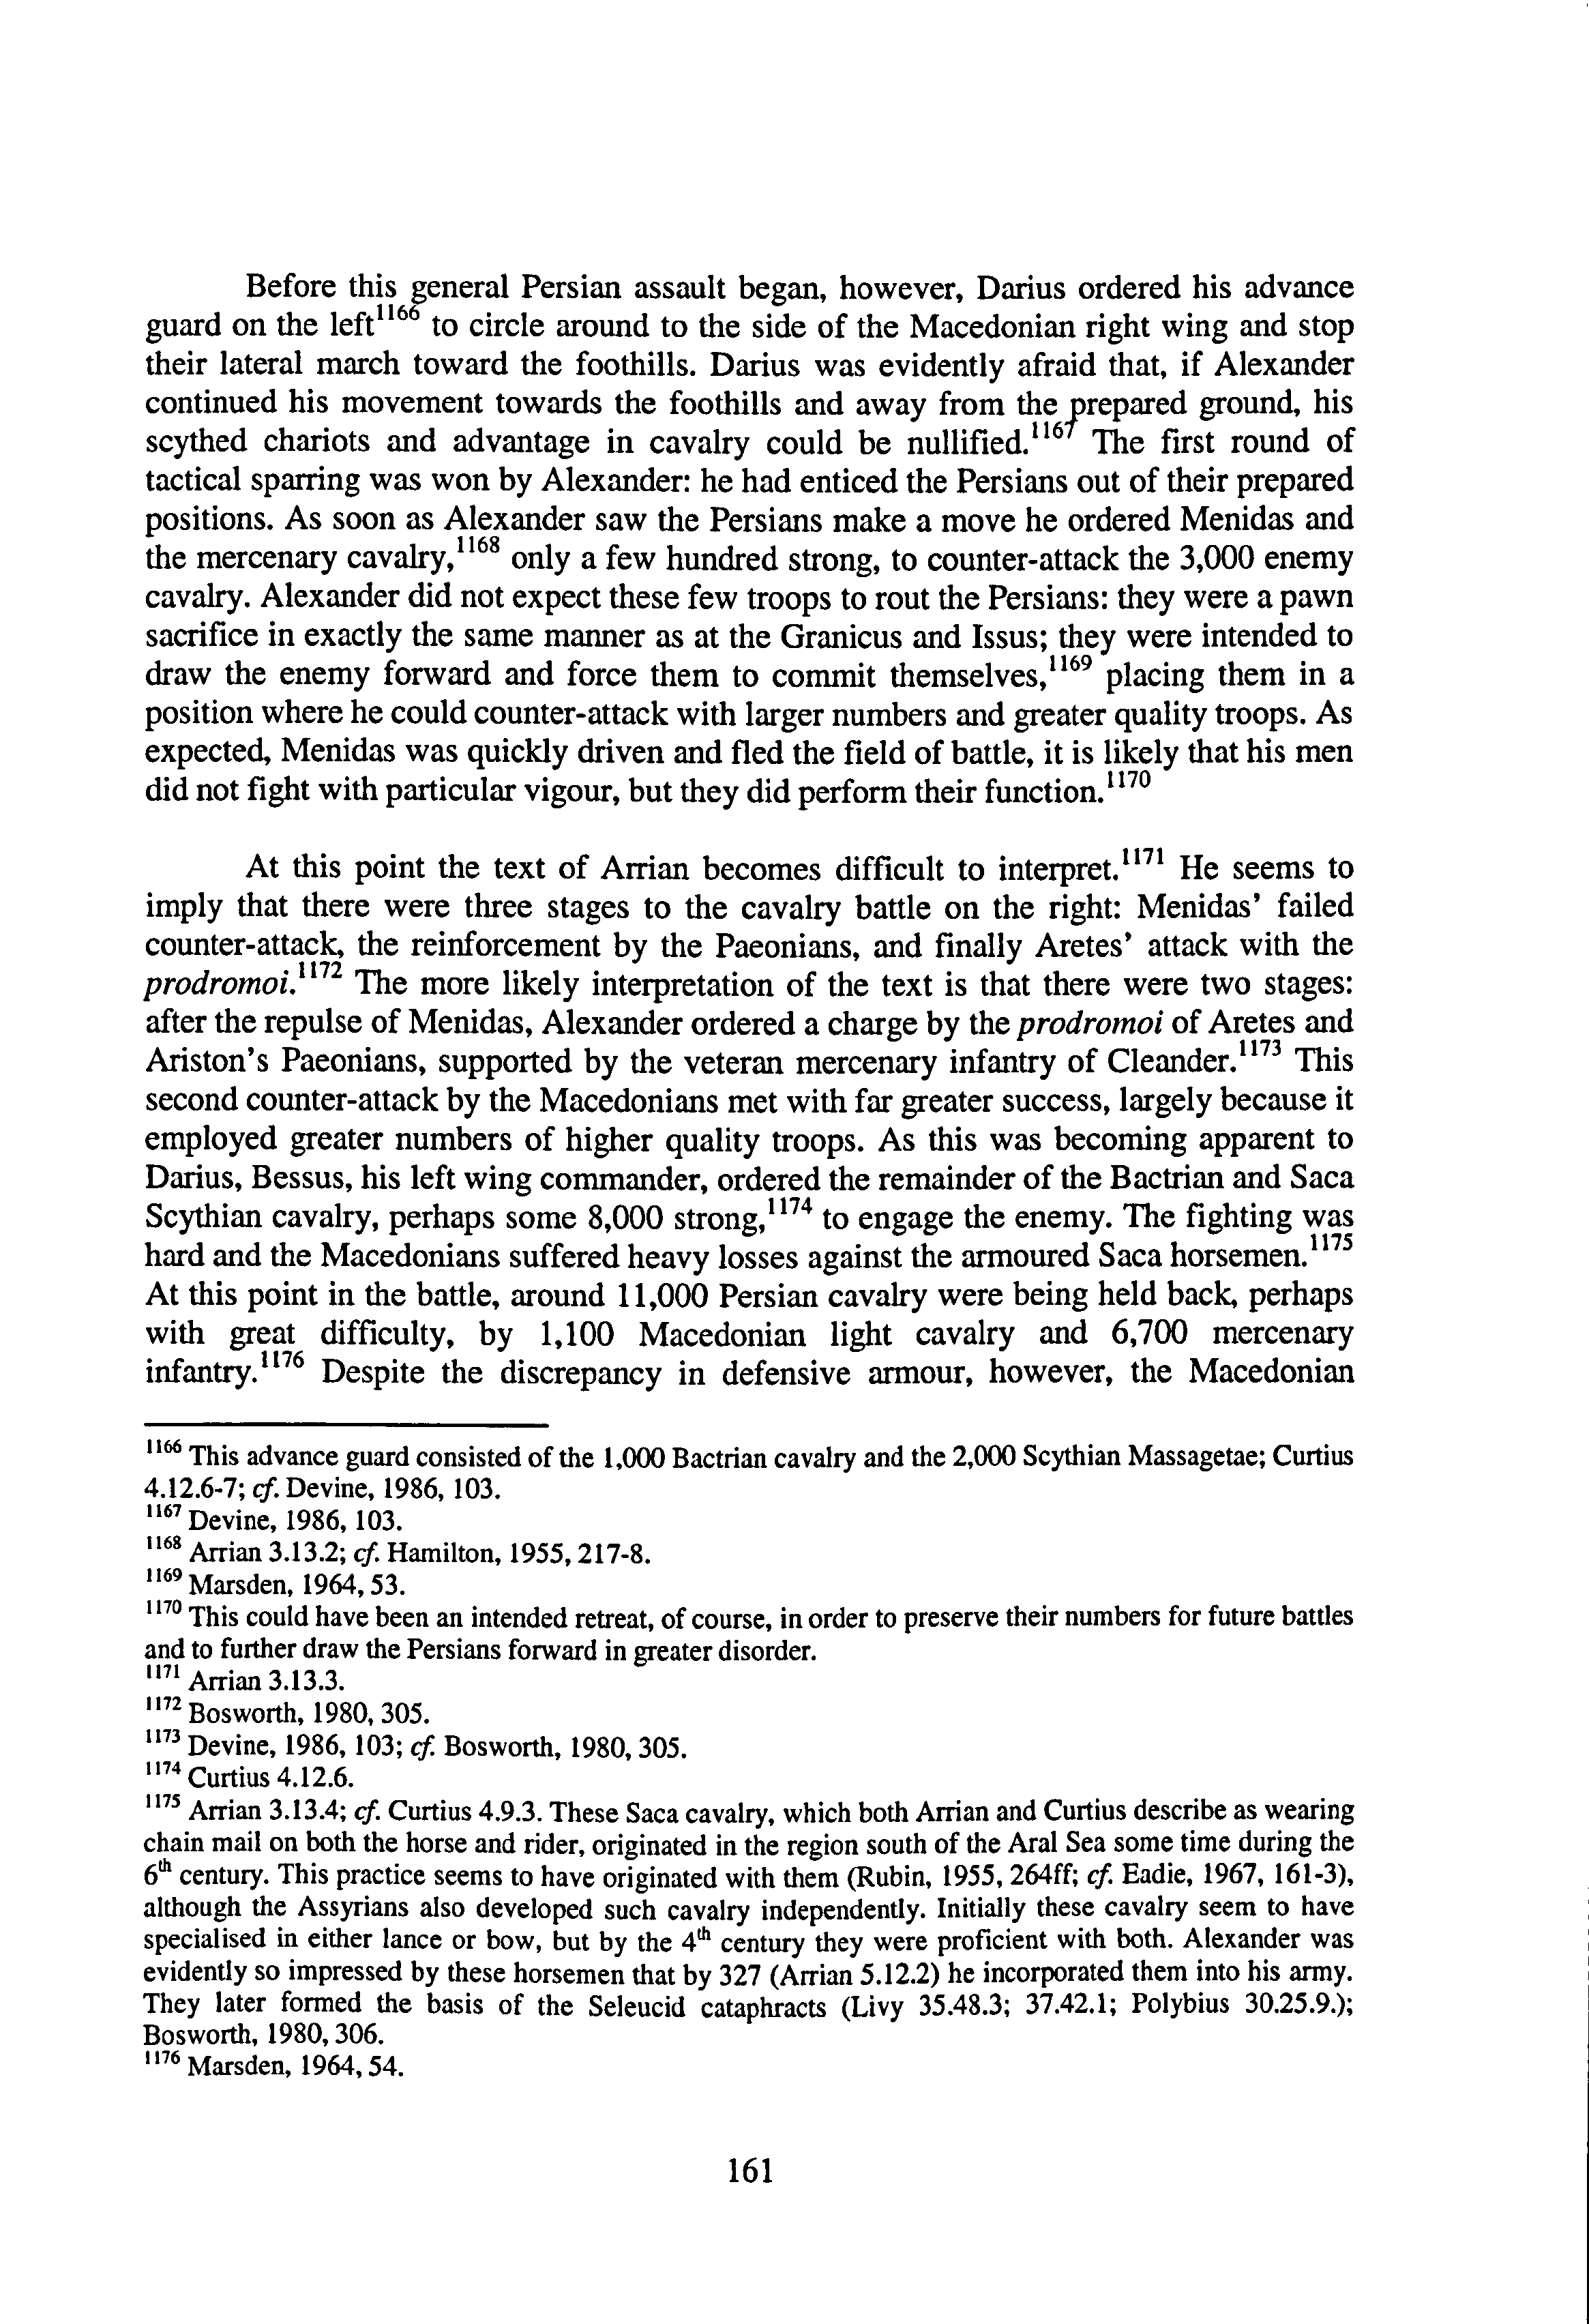 Before this general Persian assault began, however, Darius ordered his advance
guard on the left1166 to circle around to the side of the Macedonian right wing and stop
their lateral march toward the foothills. Darius was evidently afraid that, if Alexander
continued his movement towards the foothills and away from the prepared ground, his
scythed chariots and advantage in cavalry could be nullified.1167 The first round of
tactical sparring was won by Alexander: he had enticed the Persians out of their prepared
positions. As soon as Alexander saw the Persians make a move he ordered Menidas and
the mercenary cavalry,1168 only a few hundred strong, to counter-attack the 3,000 enemy
cavalry. Alexander did not expect these few troops to rout the Persians: they were a pawn
sacrifice in exactly the same manner as at the Granicus and Issus; they were intended to
draw the enemy forward and force them to commit themselves,1169 placing them in a
position where he could counter-attack with larger numbers and greater quality troops. As
expected, Menidas was quickly driven and fled the field of battle, it is likely that his men
did not fight with particular vigour, but they did perform their function.1170
At this point the text of Arrian becomes difficult to interpret.1171 He seems to
imply that there were three stages to the cavalry battle on the right: Menidas' failed
counter-attack, the reinforcement by the Paeonians, and finally Aretes' attack with the
prodromoi.1172 The more likely interpretation of the text is that there were two stages:
after the repulse of Menidas, Alexander ordered a charge by the prodromoi of Aretes and
Ariston's Paeonians, supported by the veteran mercenary infantry of Cleander.1173 This
second counter-attack by the Macedonians met with far greater success, largely because it
employed greater numbers of higher quality troops. As this was becoming apparent to
Darius, Bessus, his left wing commander, ordered the remainder of the Bactrian and Saca
Scythian cavalry, perhaps some 8,000 strong,1174 to engage the enemy. The fighting was
hard and the Macedonians suffered heavy losses against the armoured Saca horsemen.1175
At this point in the battle, around 11,000 Persian cavalry were being held back, perhaps
with great difficulty, by 1,100 Macedonian light cavalry and 6,700 mercenary
infantry.1176 Despite the discrepancy in defensive armour, however, the Macedonian
1166 This advance guard consisted of the 1,000 Bactrian cavalry and the 2,000 Scythian Massagetae; Curtius
4.12.6-7; cf. Devine, 1986, 103.
1167 Devine, 1986, 103.
1168 Arrian 3.13.2; cf. Hamilton, 1955, 217-8.
1169 Marsden, 1964, 53.
1170 This could have been an intended retreat, of course, in order to preserve their numbers for future battles
and to further draw the Persians forward in greater disorder.
1171 Arrian 3.13.3.
1172 Bosworth, 1980, 305.
1173 Devine, 1986, 103; cf. Bosworth, 1980, 305.
1174 Curtius 4.12.6.
1175 Arrian 3.13.4; cf. Curtius 4.9.3. These Saca cavalry, which both Arrian and Curtius describe as wearing
chain mail on both the horse and rider, originated in the region south of the Aral Sea some time during the
6th century. This practice seems to have originated with them (Rubin, 1955, 264ff; cf. Eadie, 1967, 161-3),
although the Assyrians also developed such cavalry independently. Initially these cavalry seem to have
specialised in either lance or bow, but by the 4th century they were proficient with both. Alexander was
evidently so impressed by these horsemen that by 327 (Arrian 5.12.2) he incorporated them into his army.
They later formed the basis of the Seleucid cataphracts (Livy 35.48.3; 37.42.1; Polybius 30.25.9.);
Bosworth, 1980, 306.
1176 Marsden, 1964, 54.
161